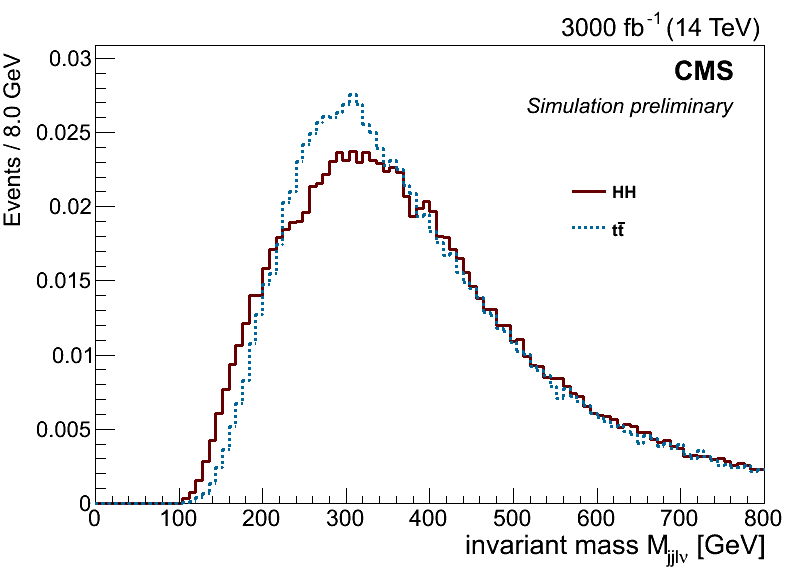 3000 fb⁻¹ (14 TeV)
CMS
Simulation preliminary
HH
tt̄
Events / 8.0 GeV
0.03
0.025
0.02
0.015
0.01
0.005
0
0 100 200 300 400 500 600 700 800
invariant mass M_jjlν [GeV]